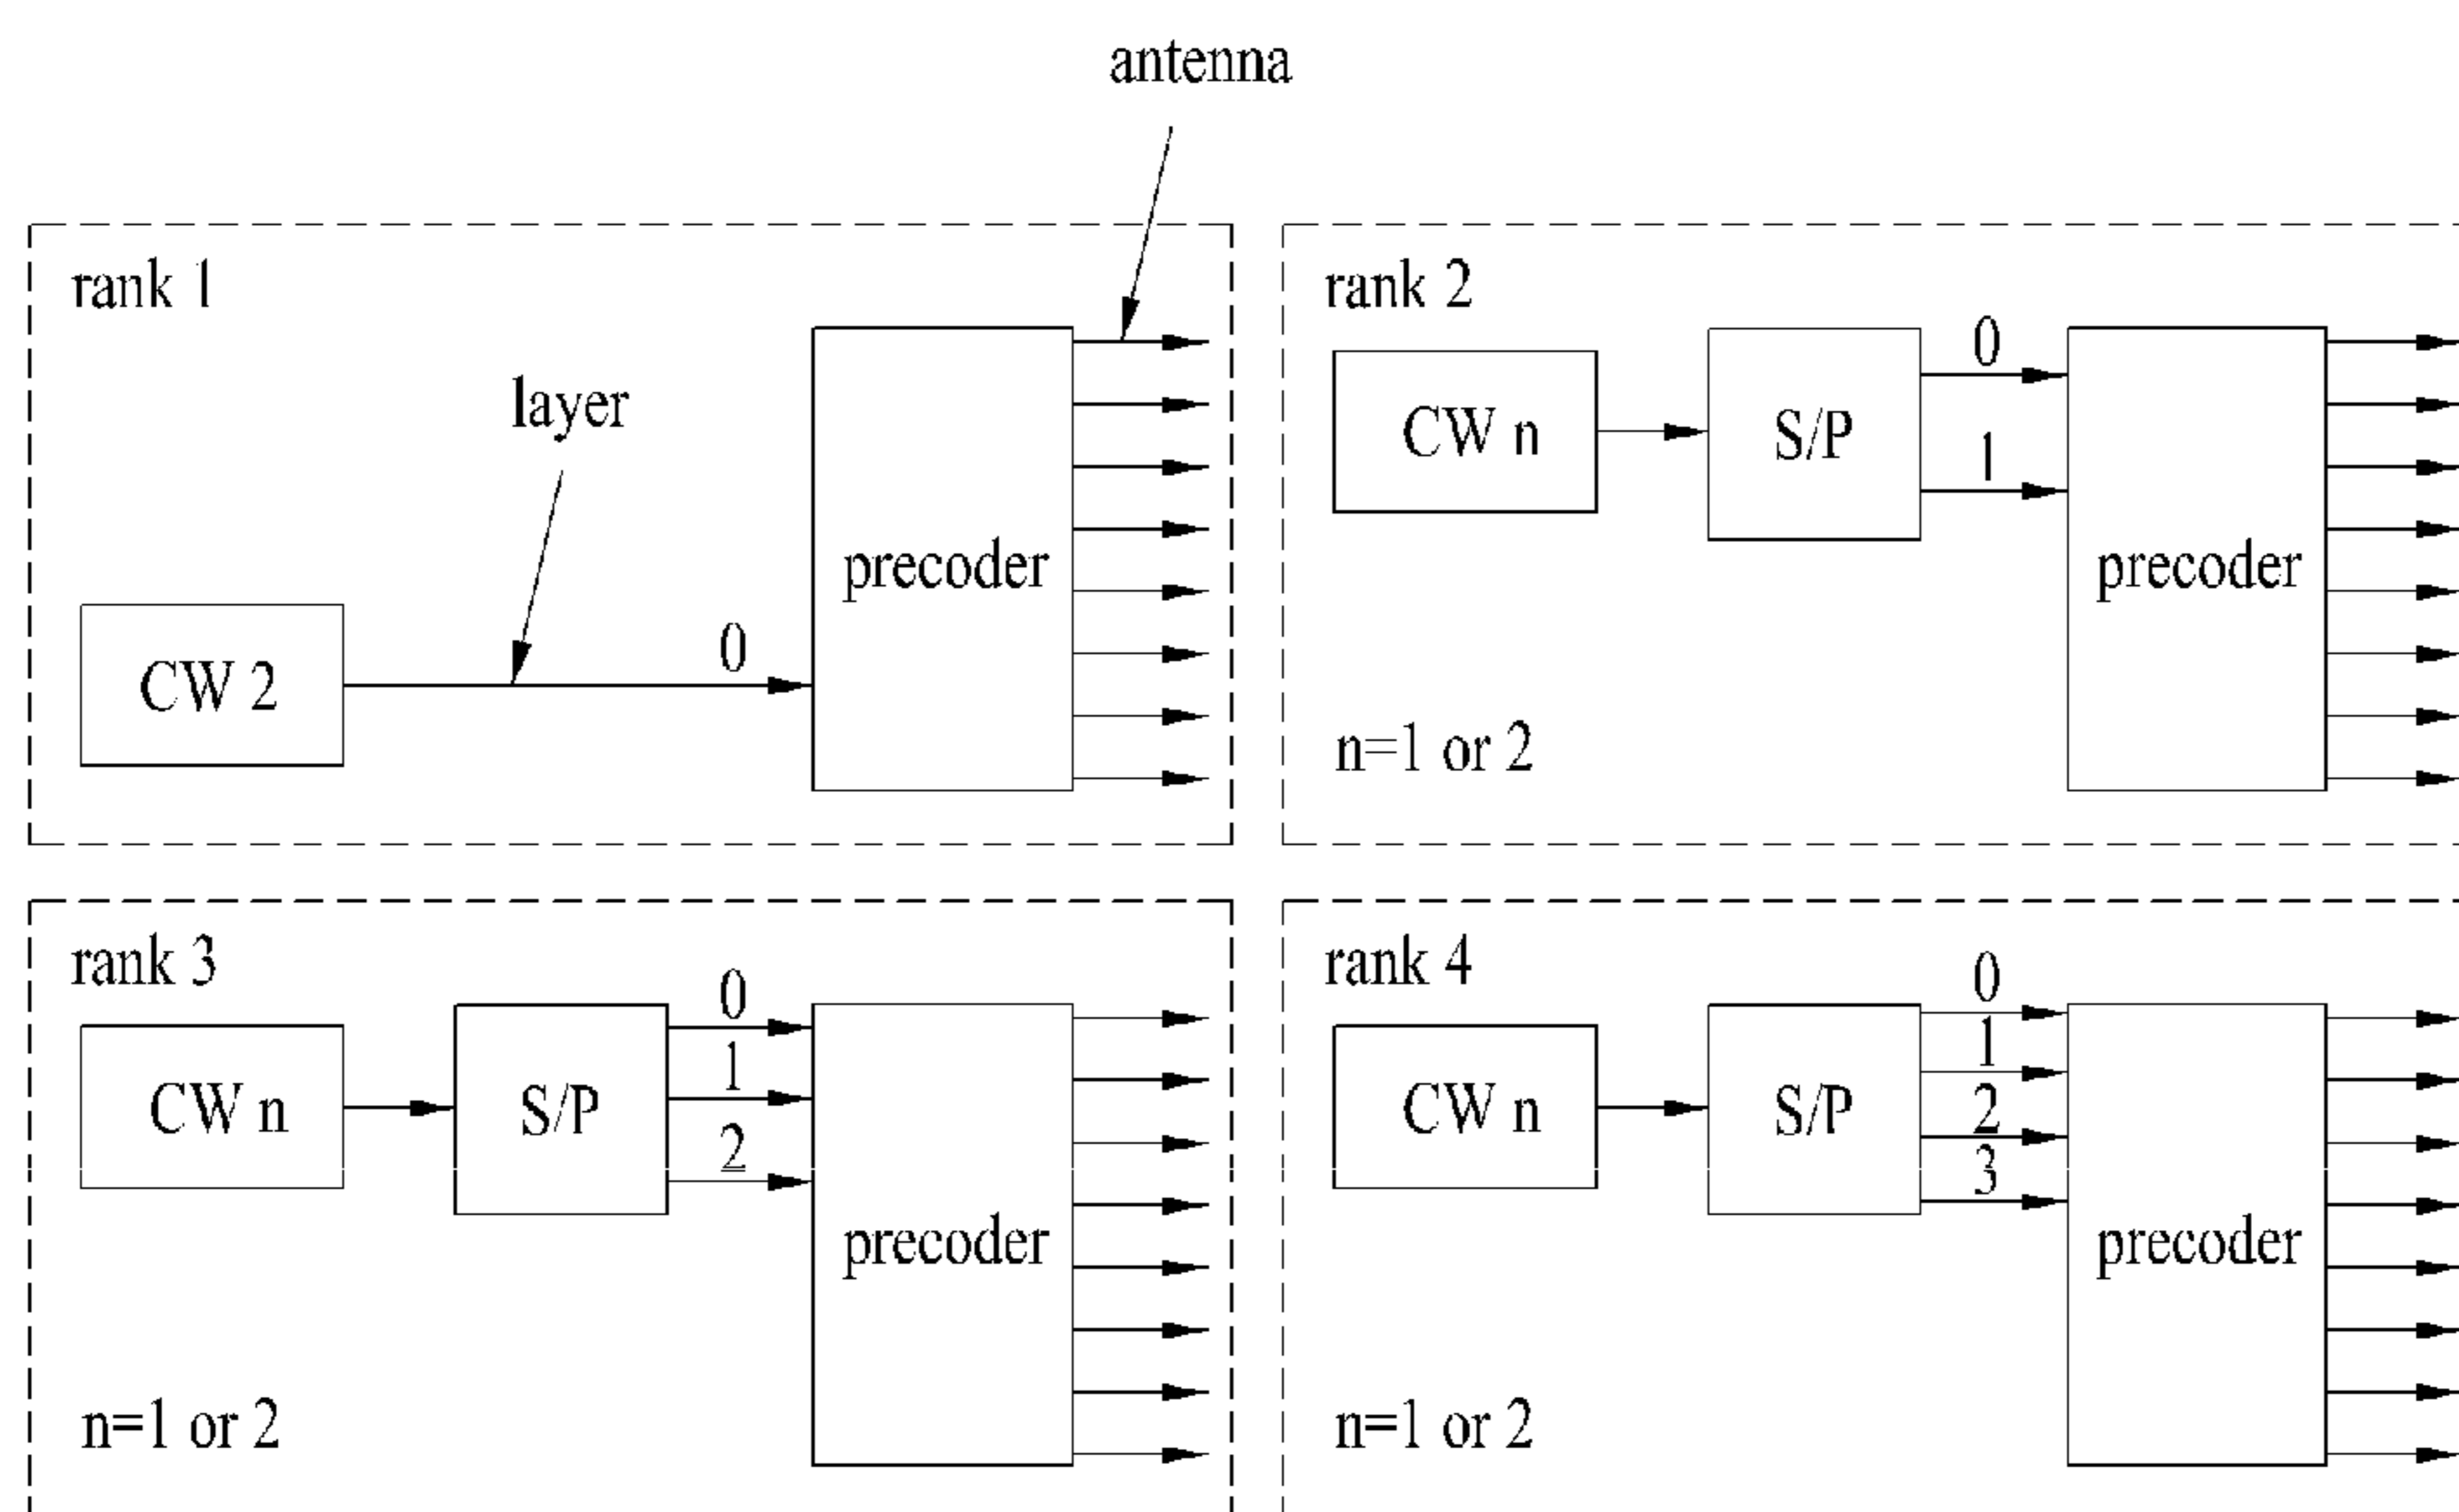 antenna
rank 1
layer
CW 2
0
precoder
rank 2
CW n
S/P
0
1
precoder
n=1 or 2
rank 3
CW n
S/P
0
1
2
precoder
n=1 or 2
rank 4
CW n
S/P
0
1
2
3
precoder
n=1 or 2